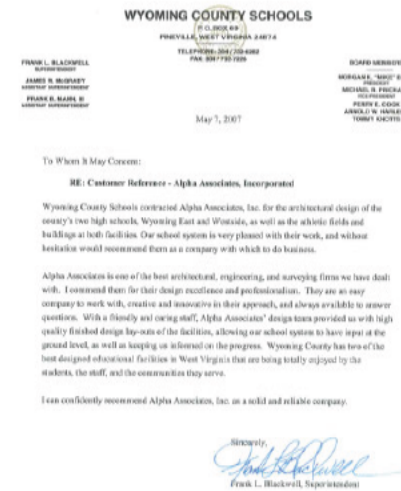 WYOMING COUNTY SCHOOLS
PINEVILLE, WEST VIRGINIA 24874
FRANK L. BLACKWELL
SUPERINTENDENT
JAMES R. McGRADY
ASSISTANT SUPERINTENDENT
FRANK R. MANN, III
ASSISTANT SUPERINTENDENT
PRESIDENT
VICE PRESIDENT
May 7, 2007
To Whom It May Concern:
RE: Customer Reference - Alpha Associates, Incorporated
Wyoming County Schools contracted Alpha Associates, Inc. for the architectural design of the
county's two high schools, Wyoming East and Westside, as well as the athletic fields and
buildings at both facilities. Our school system is very pleased with their work, and without
hesitation would recommend them as a company with which to do business.
Alpha Associates is one of the best architectural, engineering, and surveying firms we have dealt
with. I commend them for their design excellence and professionalism. They are an easy
company to work with, creative and innovative in their approach, and always available to answer
questions. With a friendly and caring staff, Alpha Associates' design team provided us with high
quality finished design lay-outs of the facilities, allowing our school system to have input at the
ground level, as well as keeping us informed on the progress. Wyoming County has two of the
best designed educational facilities in West Virginia that are being totally enjoyed by the
students, the staff, and the communities they serve.
I can confidently recommend Alpha Associates, Inc. as a solid and reliable company.
Sincerely,
Frank L. Blackwell
Frank L. Blackwell, Superintendent